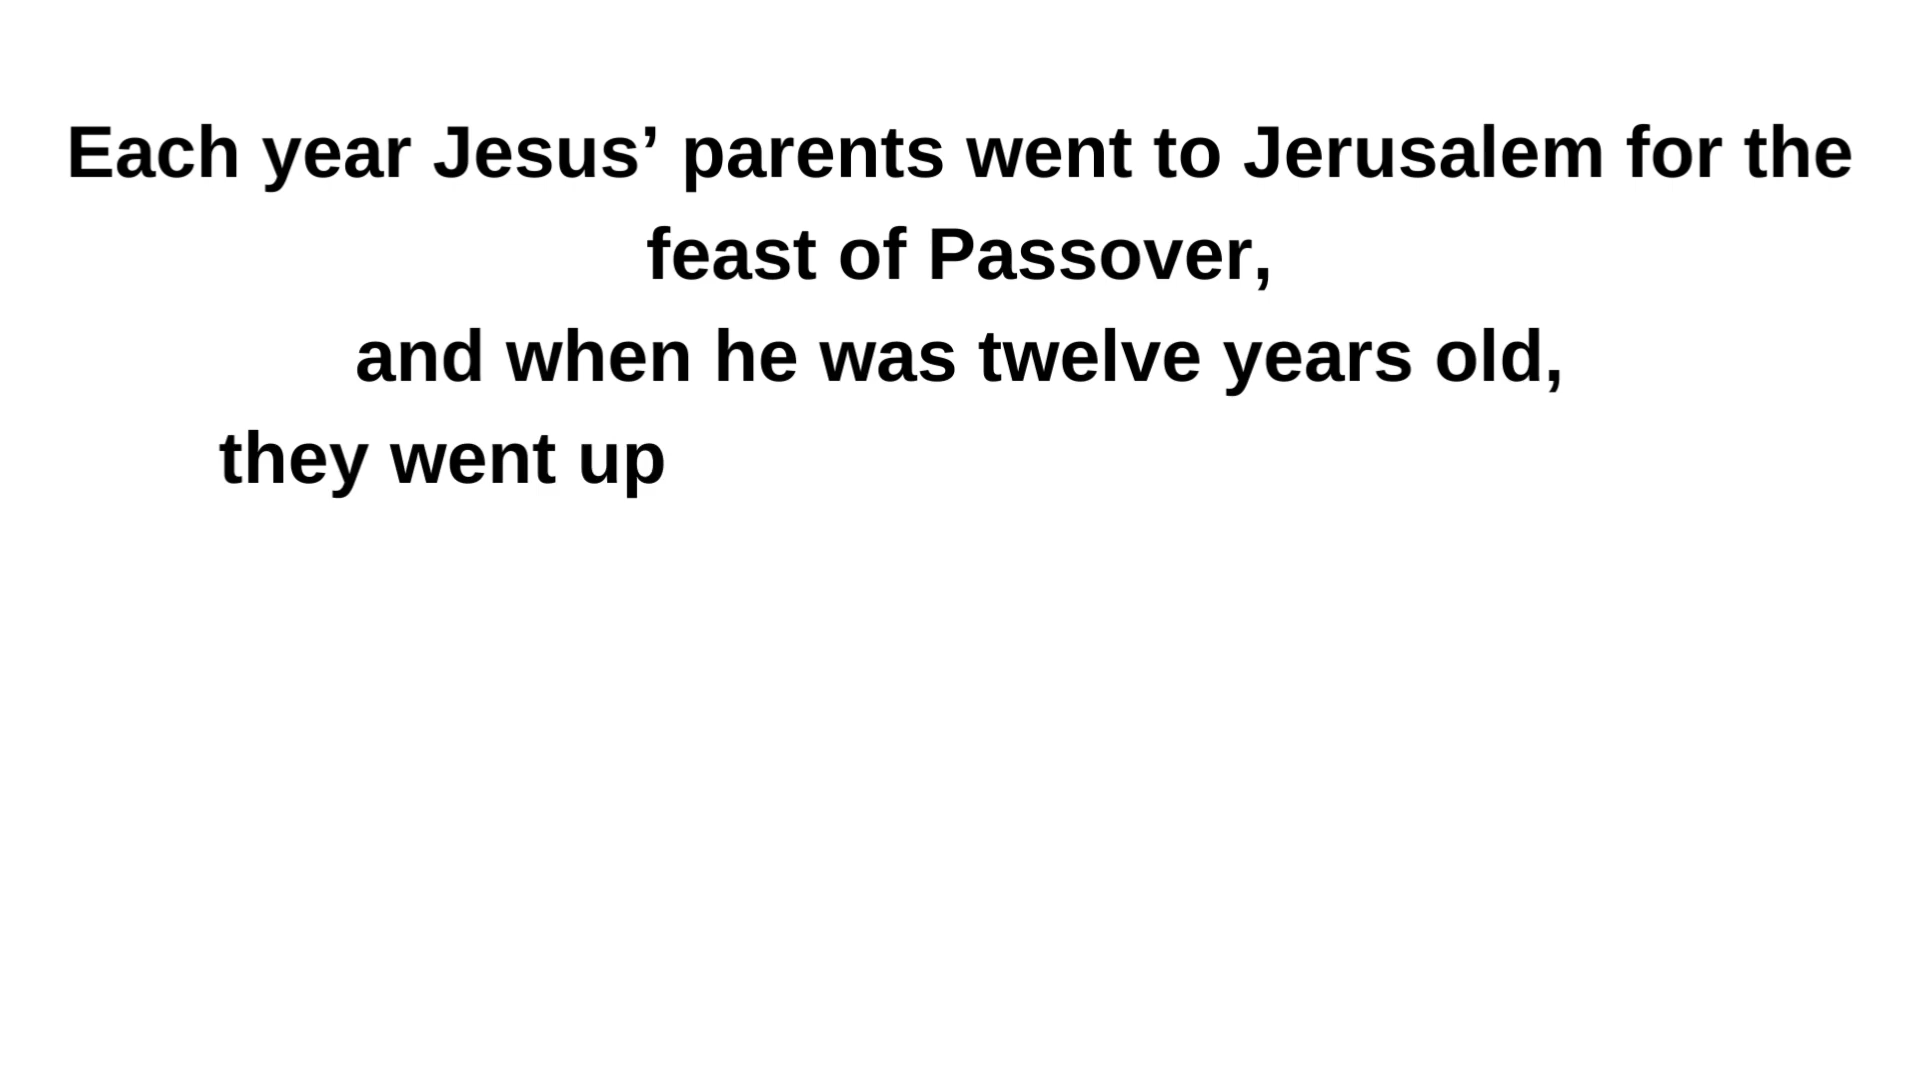 Each year Jesus’ parents went to Jerusalem for the
feast of Passover,
and when he was twelve years old,
they went up